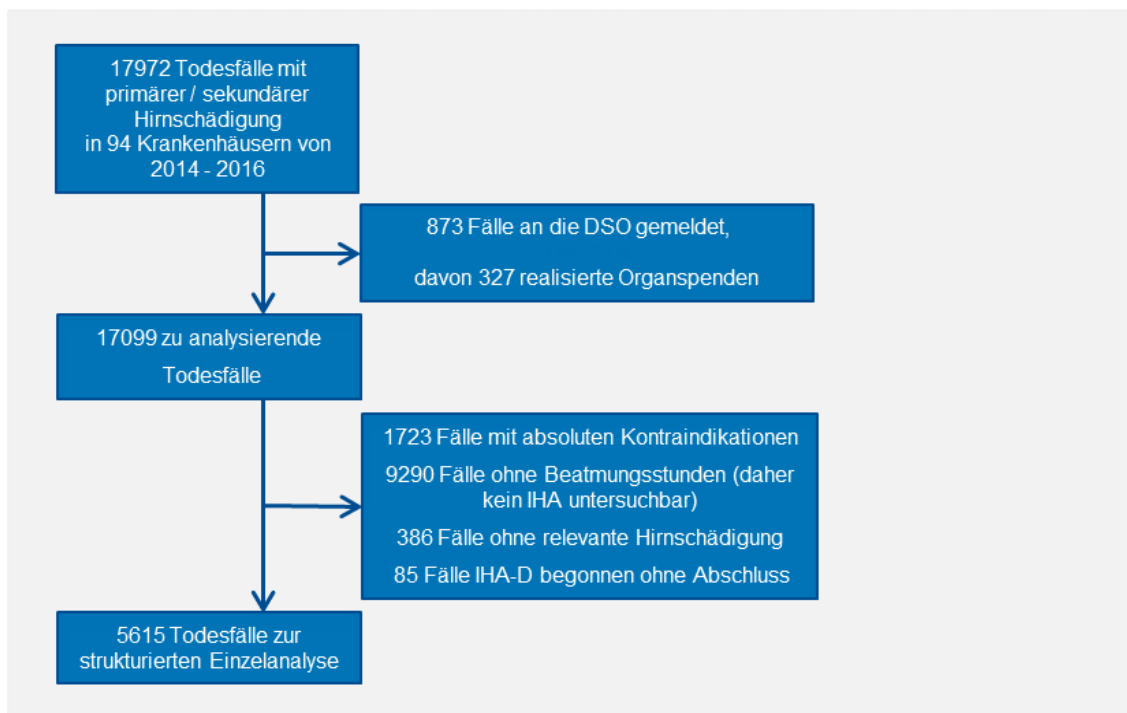 17972 Todesfälle mit
primärer / sekundärer
Hirnschädigung
in 94 Krankenhäusern von
2014 - 2016
873 Fälle an die DSO gemeldet,
davon 327 realisierte Organspenden
17099 zu analysierende
Todesfälle
1723 Fälle mit absoluten Kontraindikationen
9290 Fälle ohne Beatmungsstunden (daher
kein IHA untersuchbar)
386 Fälle ohne relevante Hirnschädigung
85 Fälle IHA-D begonnen ohne Abschluss
5615 Todesfälle zur
strukturierten Einzelanalyse